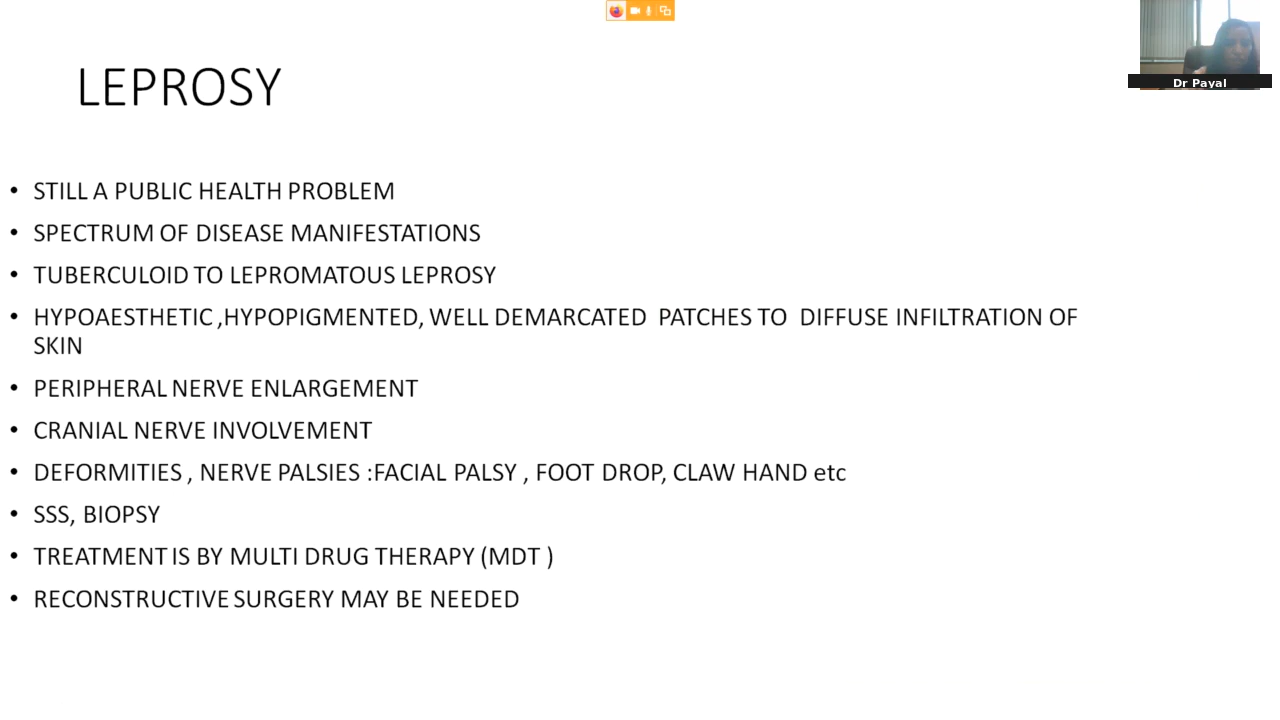 LEPROSY
Dr Payal
• STILL A PUBLIC HEALTH PROBLEM
• SPECTRUM OF DISEASE MANIFESTATIONS
• TUBERCULOID TO LEPROMATOUS LEPROSY
• HYPOAESTHETIC ,HYPOPIGMENTED, WELL DEMARCATED  PATCHES TO  DIFFUSE INFILTRATION OF
SKIN
• PERIPHERAL NERVE ENLARGEMENT
• CRANIAL NERVE INVOLVEMENT
• DEFORMITIES , NERVE PALSIES :FACIAL PALSY , FOOT DROP, CLAW HAND etc
• SSS, BIOPSY
• TREATMENT IS BY MULTI DRUG THERAPY (MDT )
• RECONSTRUCTIVE SURGERY MAY BE NEEDED